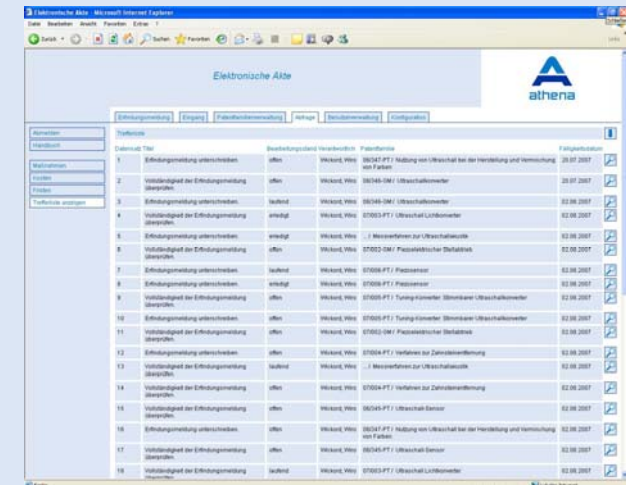 Elektronische Akte - Microsoft Internet Explorer
Datei Bearbeiten Ansicht Favoriten Extras ?
Zurück Suchen Favoriten
Elektronische Akte
athena
Erfindungsmeldung Eingang Patentfamilienverwaltung Abfrage Benutzerverwaltung Konfiguration
Abmelden
Handbuch
Maßnahmen
Kosten
Fristen
Trefferliste anzeigen
Trefferliste
Datensatz Titel Bearbeitungsstand Verantwortlich Patentfamilie Fälligkeitsdatum
1 Erfindungsmeldung unterschreiben. offen Wickord, Wiro 06/347-PT / Nutzung von Ultraschall bei der Herstellung und Vermischung von Farben 20.07.2007
2 Vollständigkeit der Erfindungsmeldung überprüfen. offen Wickord, Wiro 06/346-GM / Ultraschallkonverter 20.07.2007
3 Erfindungsmeldung unterschreiben. laufend Wickord, Wiro 06/346-GM / Ultraschallkonverter 02.08.2007
4 Vollständigkeit der Erfindungsmeldung überprüfen. erledigt Wickord, Wiro 07/003-PT / Ultraschall Lichtkonverter 02.08.2007
5 Erfindungsmeldung unterschreiben. erledigt Wickord, Wiro ../ Messverfahren zur Ultraschallakustik 02.08.2007
6 Vollständigkeit der Erfindungsmeldung überprüfen. offen Wickord, Wiro 07/002-GM / Piezoelektrischer Stellabtrieb 02.08.2007
7 Erfindungsmeldung unterschreiben. laufend Wickord, Wiro 07/006-PT / Piezosensor 02.08.2007
8 Erfindungsmeldung unterschreiben. erledigt Wickord, Wiro 07/006-PT / Piezosensor 02.08.2007
9 Vollständigkeit der Erfindungsmeldung überprüfen. offen Wickord, Wiro 07/005-PT / Tuning-Konverter: Stimmbarer Ultraschallkonverter 02.08.2007
10 Erfindungsmeldung unterschreiben. offen Wickord, Wiro 07/005-PT / Tuning-Konverter: Stimmbarer Ultraschallkonverter 02.08.2007
11 Vollständigkeit der Erfindungsmeldung überprüfen. offen Wickord, Wiro 07/002-GM / Piezoelektrischer Stellabtrieb 02.08.2007
12 Erfindungsmeldung unterschreiben. offen Wickord, Wiro 07/004-PT / Verfahren zur Zahnsteinentfernung 02.08.2007
13 Vollständigkeit der Erfindungsmeldung überprüfen. laufend Wickord, Wiro ../ Messverfahren zur Ultraschallakustik 02.08.2007
14 Vollständigkeit der Erfindungsmeldung überprüfen. offen Wickord, Wiro 07/004-PT / Verfahren zur Zahnsteinentfernung 02.08.2007
15 Vollständigkeit der Erfindungsmeldung überprüfen. offen Wickord, Wiro 06/345-PT / Ultraschall-Sensor 02.08.2007
16 Erfindungsmeldung unterschreiben. offen Wickord, Wiro 06/347-PT / Nutzung von Ultraschall bei der Herstellung und Vermischung von Farben 02.08.2007
17 Vollständigkeit der Erfindungsmeldung überprüfen. offen Wickord, Wiro 06/345-PT / Ultraschall-Sensor 02.08.2007
18 Vollständigkeit der Erfindungsmeldung laufend Wickord, Wiro 07/003-PT / Ultraschall Lichtkonverter 02.08.2007